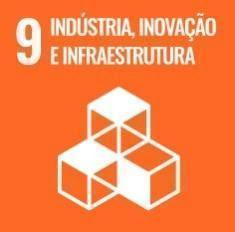 9 INDÚSTRIA, INOVAÇÃO
E INFRAESTRUTURA